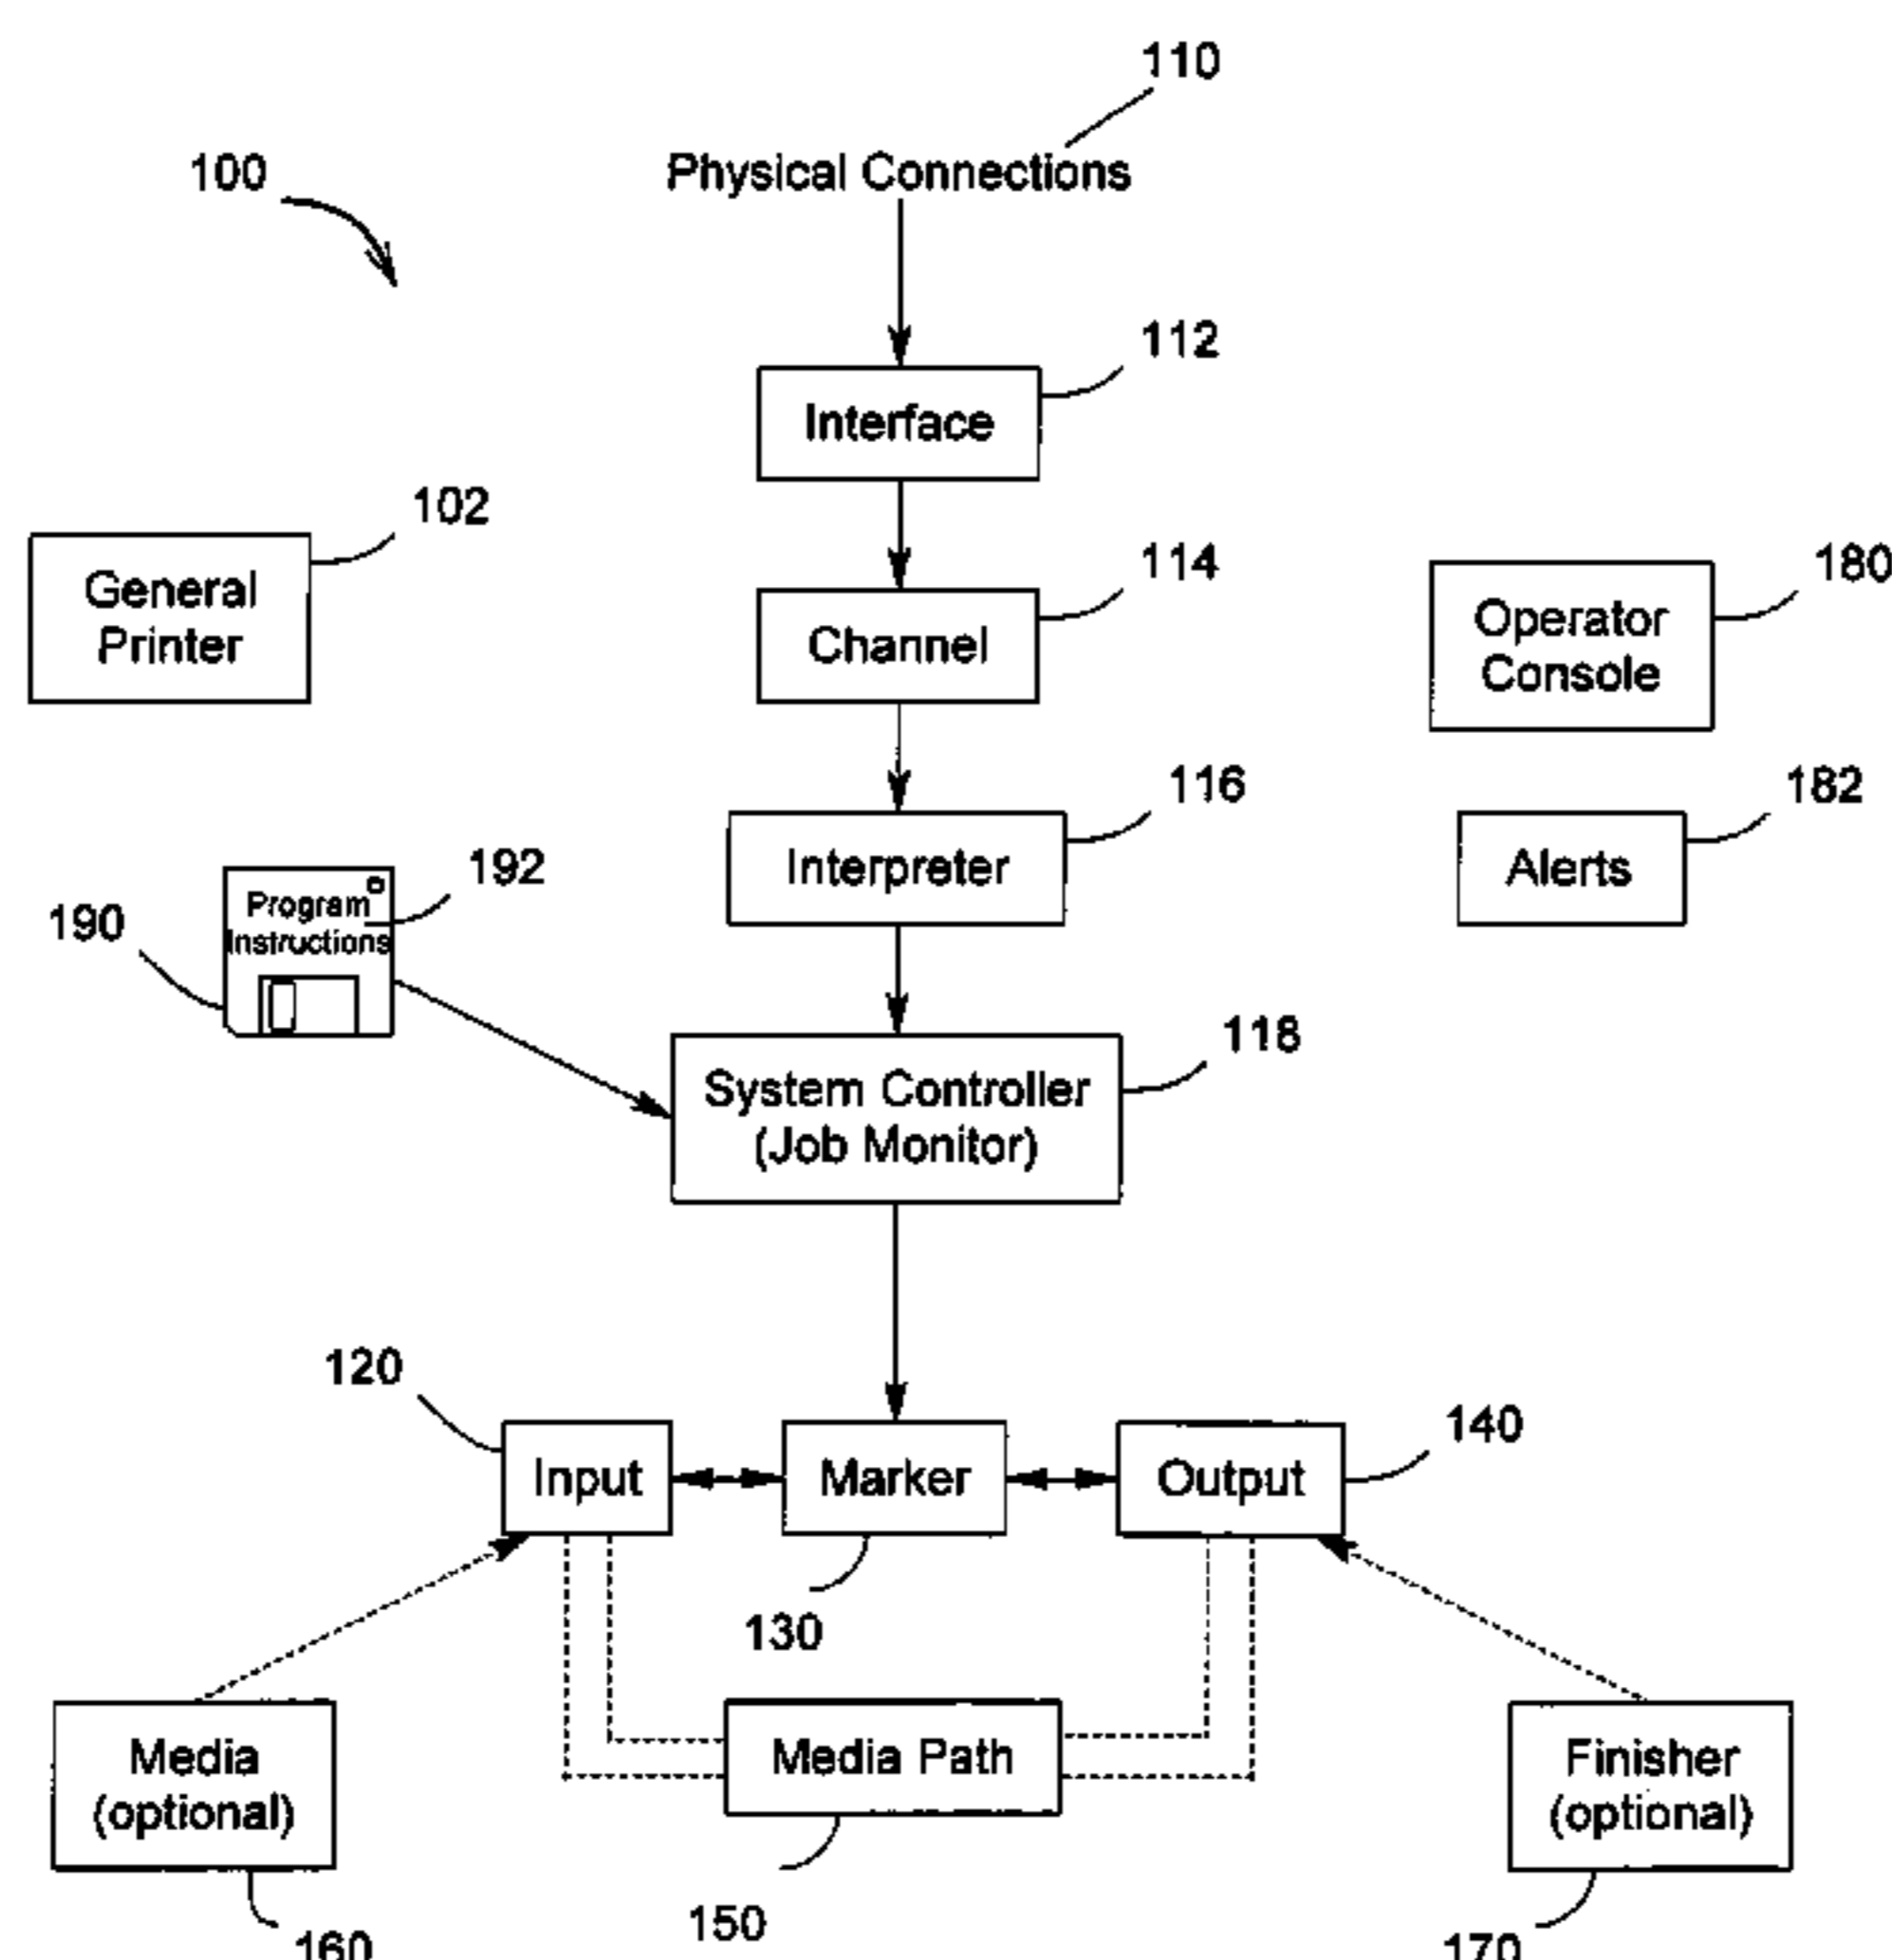 110
100
Physical Connections
112
Interface
102
General
Printer
114
Channel
180
Operator
Console
116
Interpreter
182
Alerts
192
190
Program
Instructions
118
System Controller
(Job Monitor)
120
140
Input
Marker
Output
130
Media
(optional)
Media Path
Finisher
(optional)
150
160
170